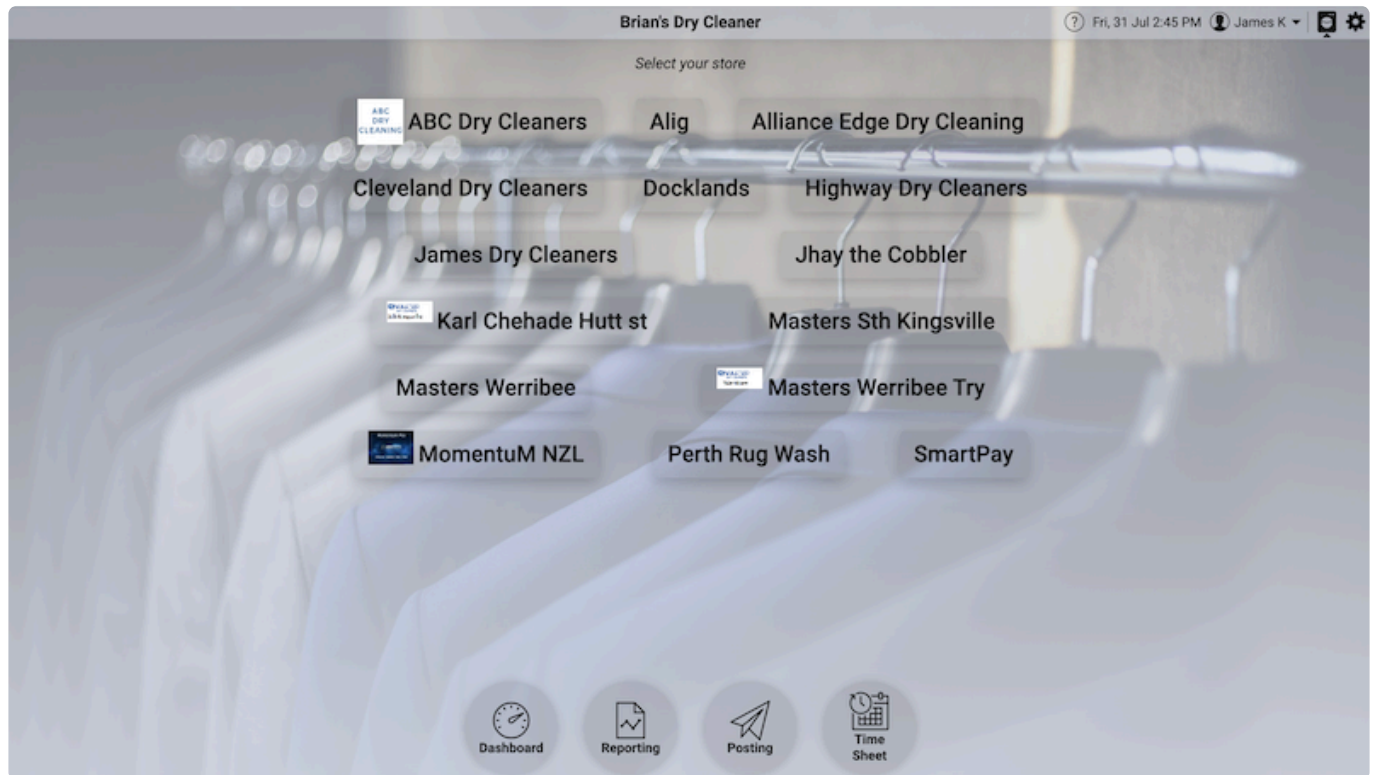 Brian's Dry Cleaner
? Fri, 31 Jul 2:45 PM James K
Select your store
ABC
DRY
CLEANING
ABC Dry Cleaners Alig Alliance Edge Dry Cleaning
Cleveland Dry Cleaners Docklands Highway Dry Cleaners
James Dry Cleaners Jhay the Cobbler
Karl Chehade Hutt st Masters Sth Kingsville
Masters Werribee Masters Werribee Try
MomentuM NZL Perth Rug Wash SmartPay
Dashboard Reporting Posting Time
Sheet